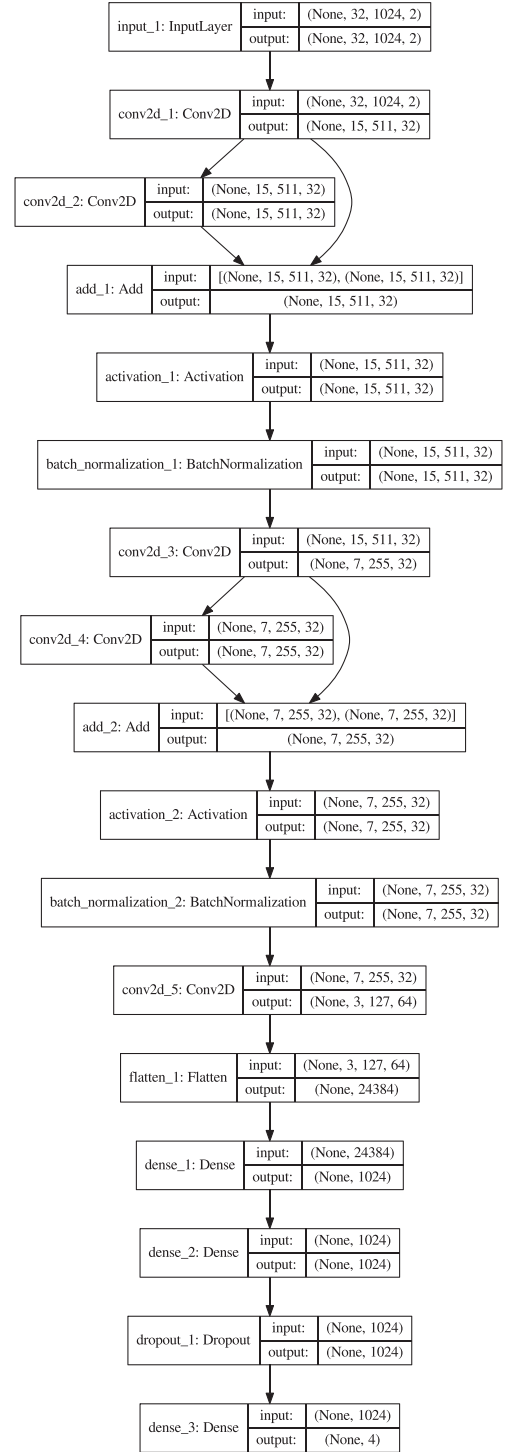 input_1: InputLayer
input: (None, 32, 1024, 2)
output: (None, 32, 1024, 2)
conv2d_1: Conv2D
input: (None, 32, 1024, 2)
output: (None, 15, 511, 32)
conv2d_2: Conv2D
input: (None, 15, 511, 32)
output: (None, 15, 511, 32)
add_1: Add
input: [(None, 15, 511, 32), (None, 15, 511, 32)]
output: (None, 15, 511, 32)
activation_1: Activation
input: (None, 15, 511, 32)
output: (None, 15, 511, 32)
batch_normalization_1: BatchNormalization
input: (None, 15, 511, 32)
output: (None, 15, 511, 32)
conv2d_3: Conv2D
input: (None, 15, 511, 32)
output: (None, 7, 255, 32)
conv2d_4: Conv2D
input: (None, 7, 255, 32)
output: (None, 7, 255, 32)
add_2: Add
input: [(None, 7, 255, 32), (None, 7, 255, 32)]
output: (None, 7, 255, 32)
activation_2: Activation
input: (None, 7, 255, 32)
output: (None, 7, 255, 32)
batch_normalization_2: BatchNormalization
input: (None, 7, 255, 32)
output: (None, 7, 255, 32)
conv2d_5: Conv2D
input: (None, 7, 255, 32)
output: (None, 3, 127, 64)
flatten_1: Flatten
input: (None, 3, 127, 64)
output: (None, 24384)
dense_1: Dense
input: (None, 24384)
output: (None, 1024)
dense_2: Dense
input: (None, 1024)
output: (None, 1024)
dropout_1: Dropout
input: (None, 1024)
output: (None, 1024)
dense_3: Dense
input: (None, 1024)
output: (None, 4)